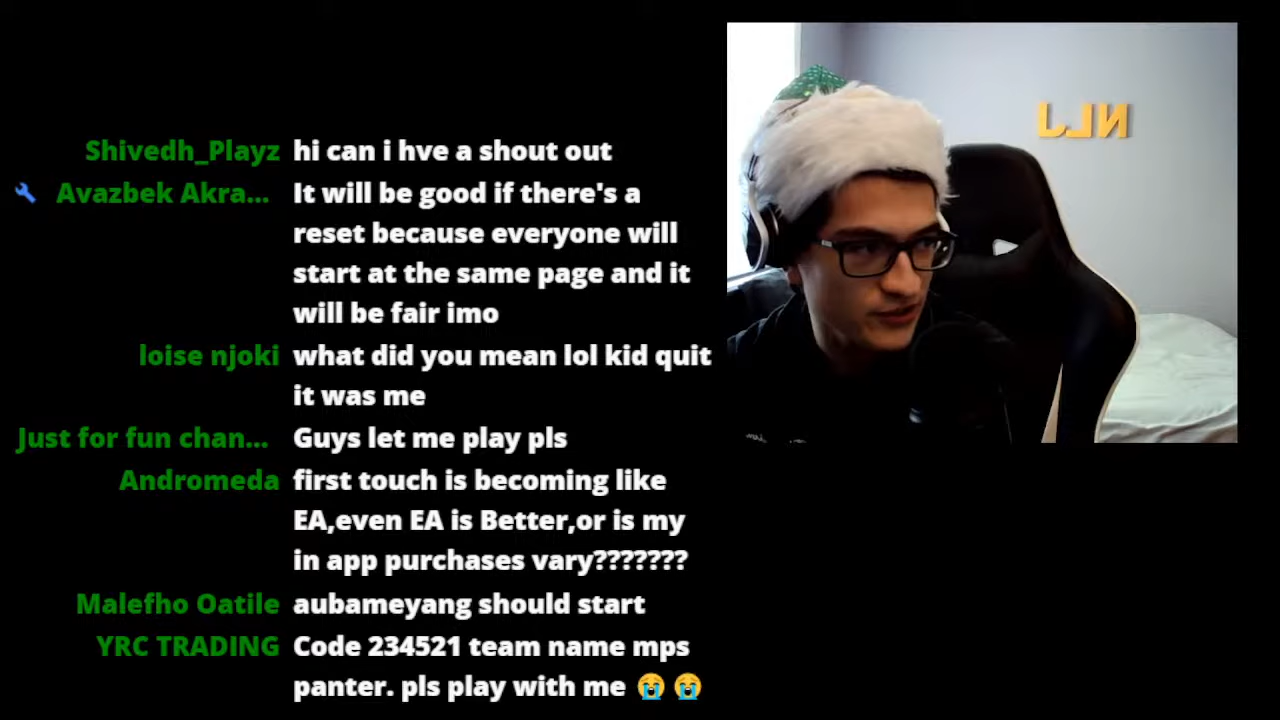 Shivedh_Playz hi can i hve a shout out
Avazbek Akra... It will be good if there's a
reset because everyone will
start at the same page and it
will be fair imo
loise njoki what did you mean lol kid quit
it was me
Just for fun chan... Guys let me play pls
Andromeda first touch is becoming like
EA,even EA is Better,or is my
in app purchases vary???????
Malefho Oatile aubameyang should start
YRC TRADING Code 234521 team name mps
panter. pls play with me 😭 😭
NLJ